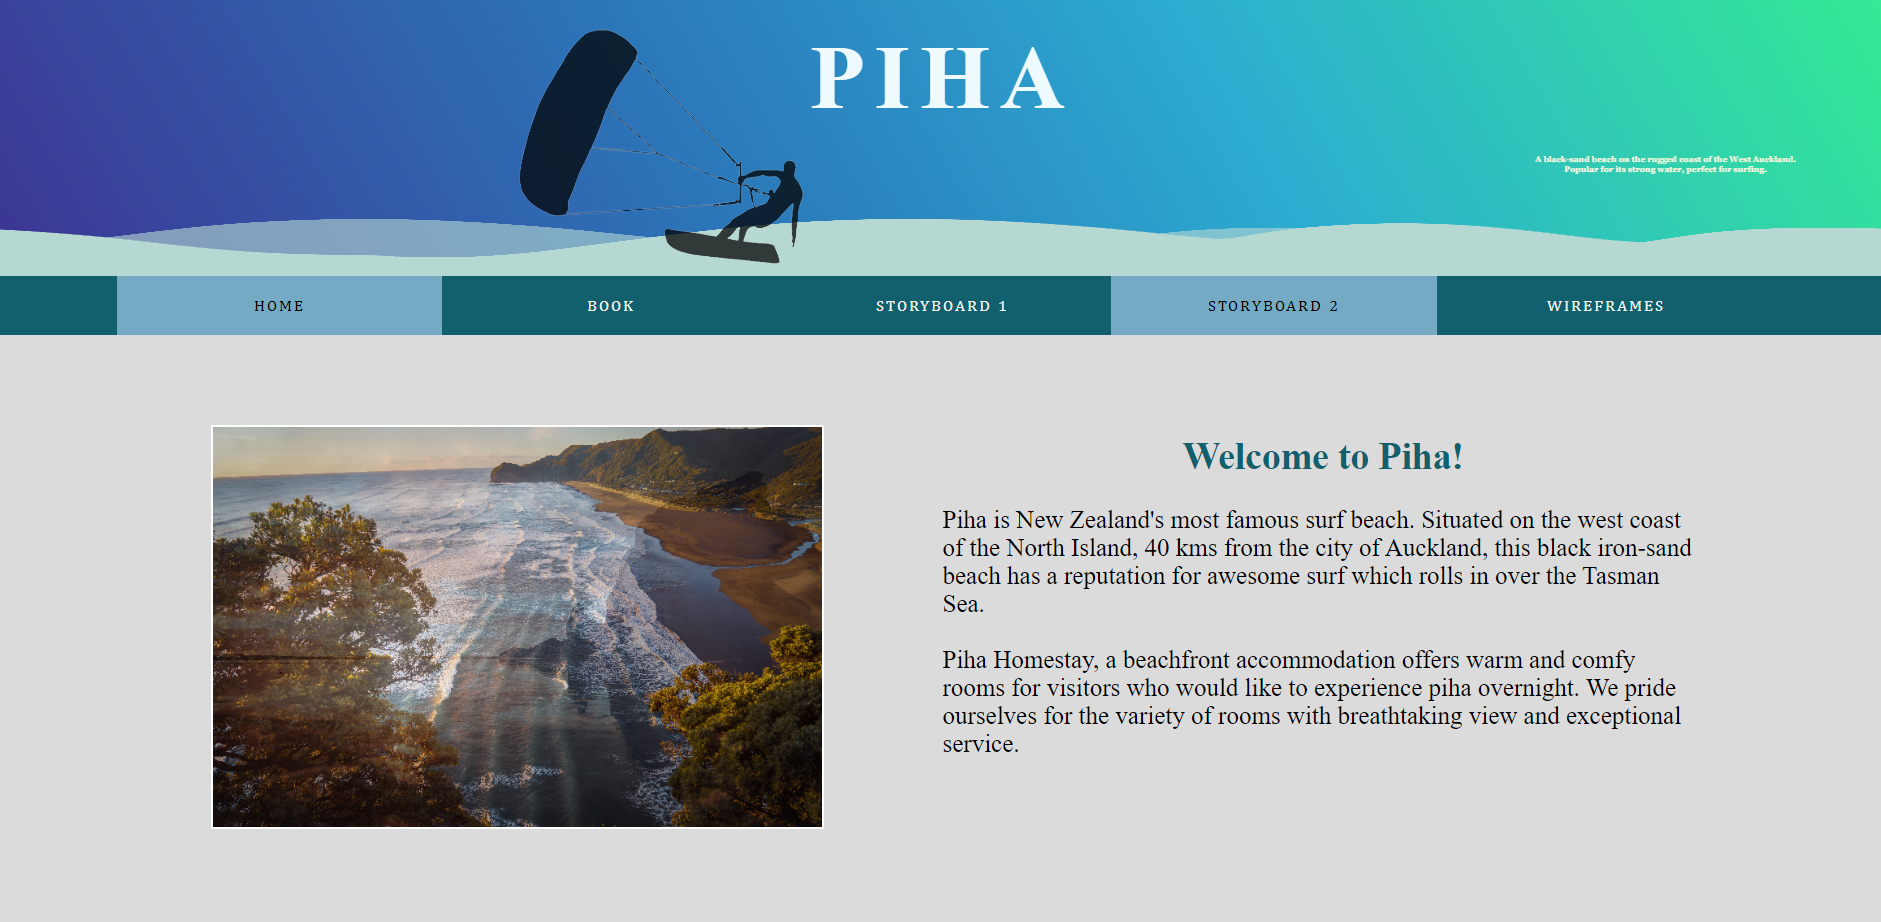 PIHA
A black-sand beach on the rugged coast of the West Auckland.
Popular for its strong water, perfect for surfing.
HOME
BOOK
STORYBOARD 1
STORYBOARD 2
WIREFRAMES
Welcome to Piha!
Piha is New Zealand's most famous surf beach. Situated on the west coast
of the North Island, 40 kms from the city of Auckland, this black iron-sand
beach has a reputation for awesome surf which rolls in over the Tasman
Sea.
Piha Homestay, a beachfront accommodation offers warm and comfy
rooms for visitors who would like to experience piha overnight. We pride
ourselves for the variety of rooms with breathtaking view and exceptional
service.